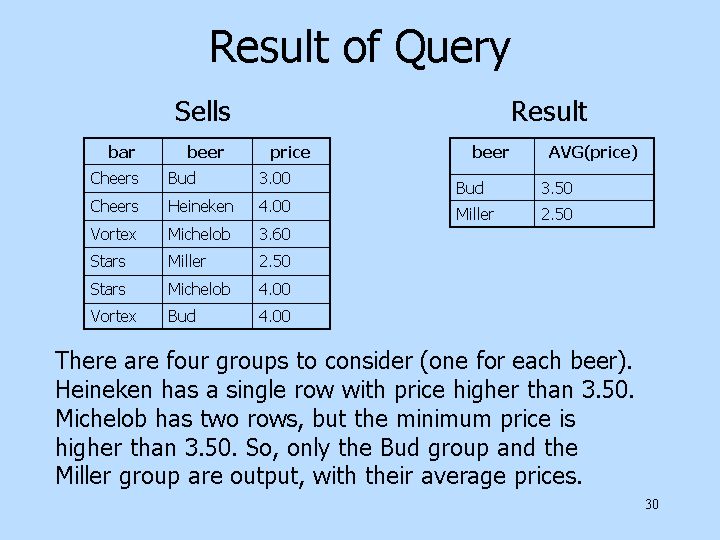 Result of Query
Sells
bar beer price
Cheers Bud 3.00
Cheers Heineken 4.00
Vortex Michelob 3.60
Stars Miller 2.50
Stars Michelob 4.00
Vortex Bud 4.00
Result
beer AVG(price)
Bud 3.50
Miller 2.50
There are four groups to consider (one for each beer).
Heineken has a single row with price higher than 3.50.
Michelob has two rows, but the minimum price is
higher than 3.50. So, only the Bud group and the
Miller group are output, with their average prices.
30